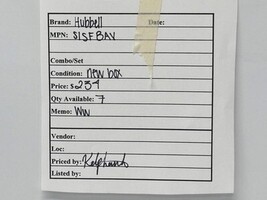 Brand: Hubbell Date:
MPN: SISFBAV
Combo/Set
Condition: new box
Price: $234
Qty Available: 7
Memo: WW
Vendor:
Loc:
Priced by:
Listed by: